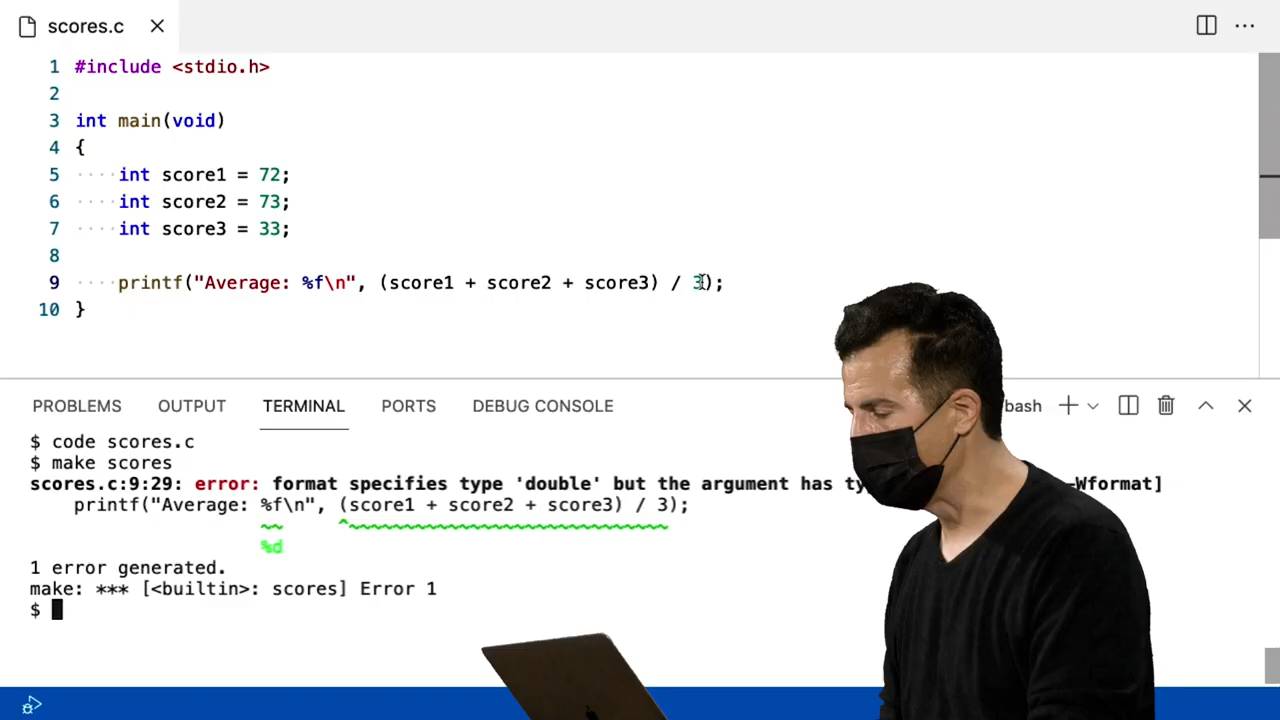 scores.c
1 #include <stdio.h>
2
3 int main(void)
4 {
5 ····int score1 = 72;
6 ····int score2 = 73;
7 ····int score3 = 33;
8
9 ····printf("Average: %f\n", (score1 + score2 + score3) / 3);
10 }
PROBLEMS OUTPUT TERMINAL PORTS DEBUG CONSOLE bash
$ code scores.c
$ make scores
scores.c:9:29: error: format specifies type 'double' but the argument has -Wformat]
printf("Average: %f\n", (score1 + score2 + score3) / 3);
~~ ^~~~~~~~~~~~~~~~~~~~~~~~~~~~~~
%d
1 error generated.
make: *** [<builtin>: scores] Error 1
$